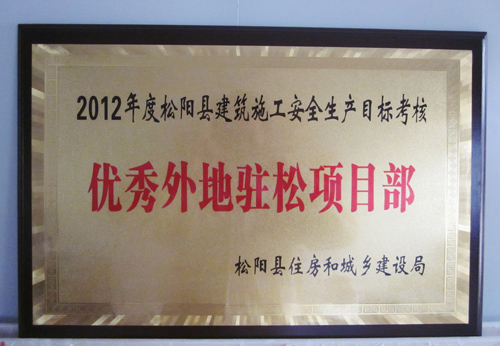 2012年度松阳县建筑施工安全生产目标考核
优秀外地驻松项目部
松阳县住房和城乡建设局